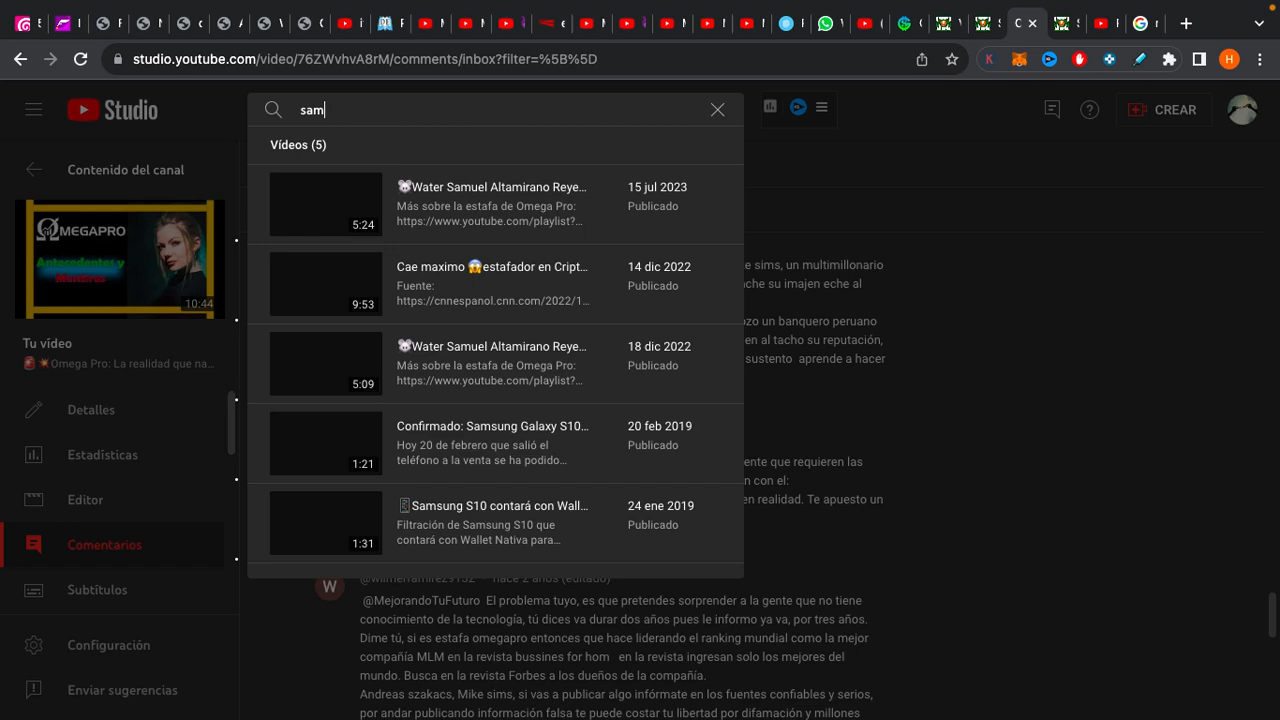 studio.youtube.com/video/76ZWvhvA8rM/comments/inbox?filter=%5B%5D
H
Studio
sam
CREAR
Vídeos (5)
Contenido del canal
🐭Water Samuel Altamirano Reye…
15 jul 2023
Más sobre la estafa de Omega Pro:
Publicado
https://www.youtube.com/playlist?…
5:24
OMEGAPRO
Antecedentes y
10:44
Cae maximo 😱estafador en Cript…
14 dic 2022
Fuente:
Publicado
https://cnnespanol.cnn.com/2022/1…
9:53
e sims, un multimillonario
che su imajen eche al
ozo un banquero peruano
en al tacho su reputación,
sustento aprende a hacer
Tu vídeo
🚨💥Omega Pro: La realidad que na…
🐭Water Samuel Altamirano Reye…
18 dic 2022
Más sobre la estafa de Omega Pro:
Publicado
https://www.youtube.com/playlist?…
5:09
Detalles
Estadísticas
Editor
Comentarios
Subtítulos
Configuración
Enviar sugerencias
Confirmado: Samsung Galaxy S10…
20 feb 2019
Hoy 20 de febrero que salió el
Publicado
teléfono a la venta se ha podido…
1:21
ente que requieren las
n con el:
en realidad. Te apuesto un
Samsung S10 contará con Wall…
24 ene 2019
Filtración de Samsung S10 que
Publicado
contará con Wallet Nativa para…
1:31
W
hace 2 años (editado)
@MejorandoTuFuturo El problema tuyo, es que pretendes sorprender a la gente que no tiene
conocimiento de la tecnología, tú dices va durar dos años pues le informo ya va, por tres años.
Dime tú, si es estafa omegapro entonces que hace liderando el ranking mundial como la mejor
compañía MLM en la revista bussines for hom en la revista ingresan solo los mejores del
mundo. Busca en la revista Forbes a los dueños de la compañía.
Andreas szakacs, Mike sims, si vas a publicar algo infórmate en los fuentes confiables y serios,
por andar publicando información falsa te puede costar tu libertad por difamación y millones